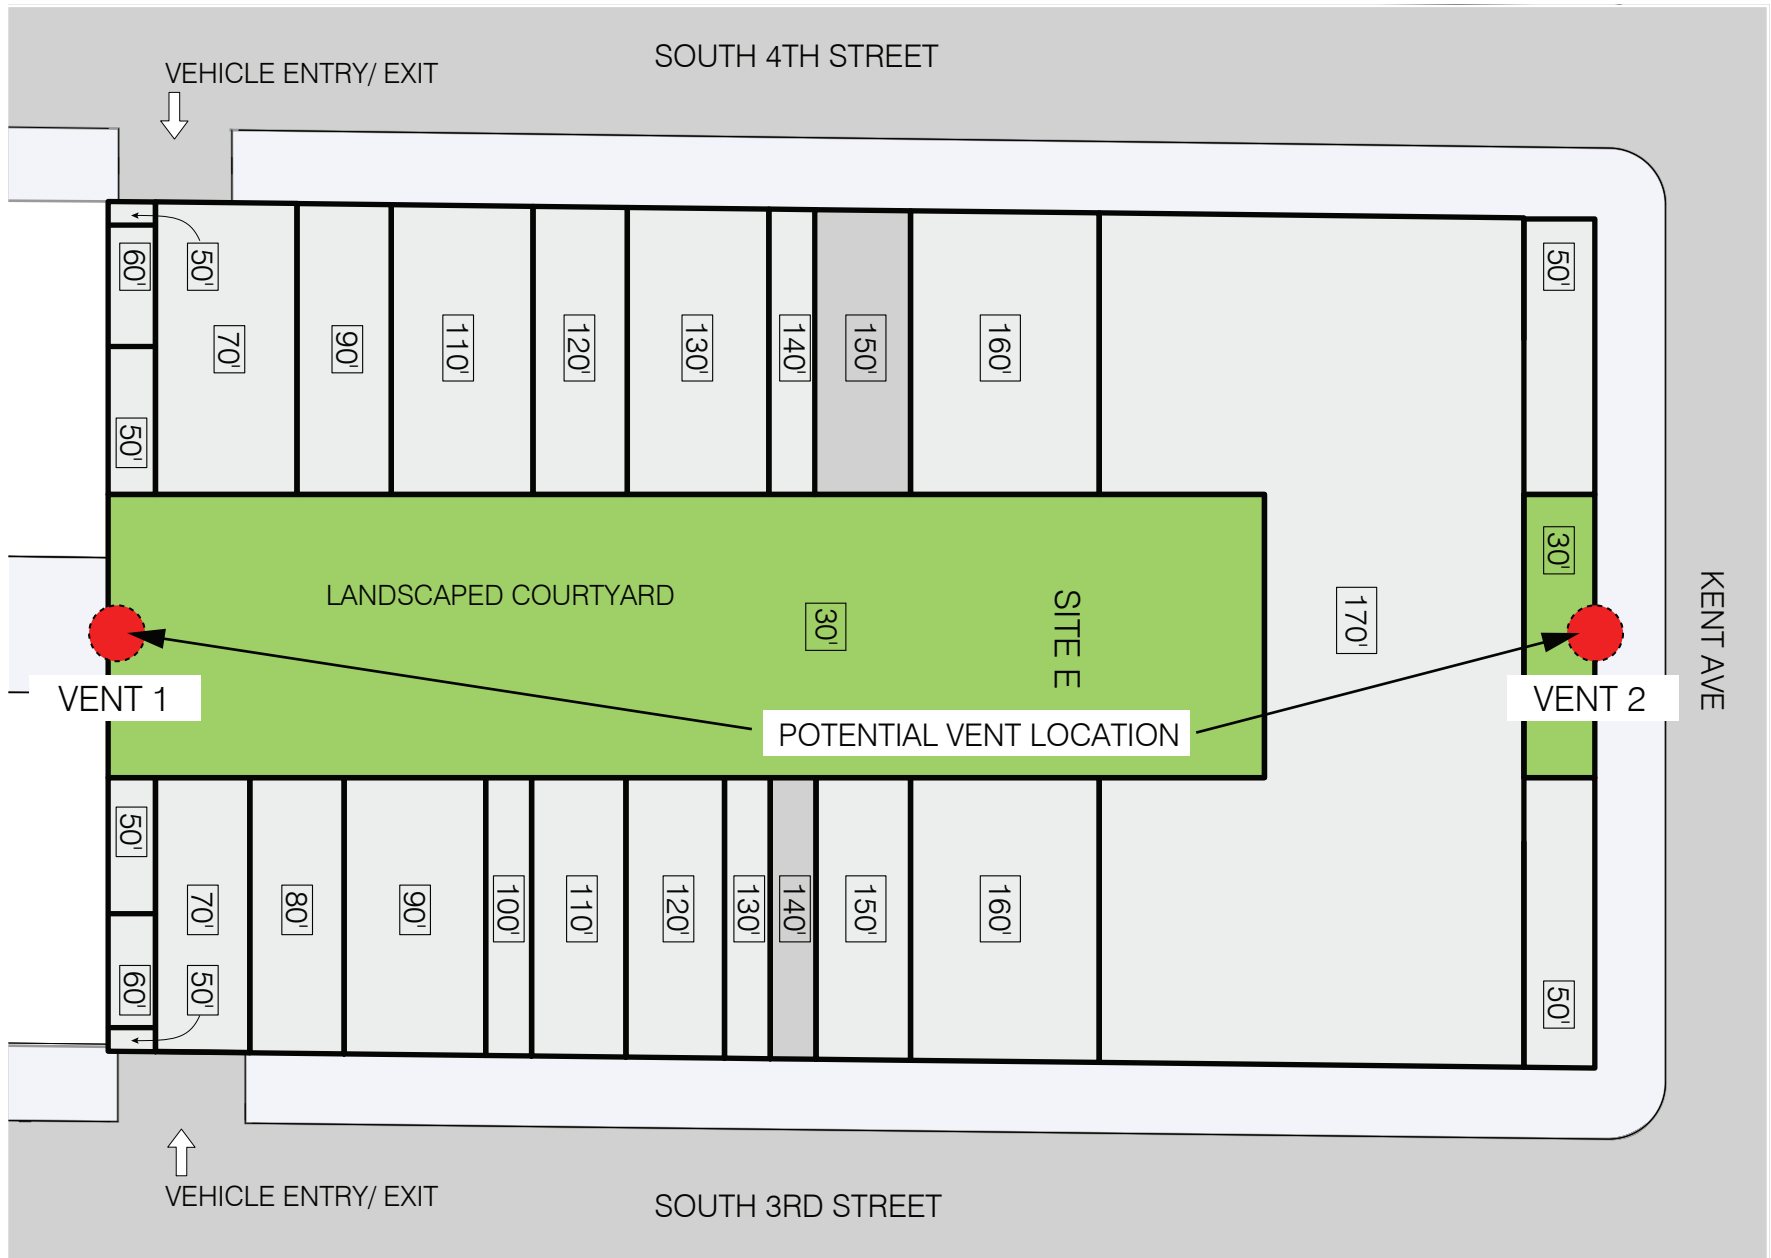 SOUTH 4TH STREET
VEHICLE ENTRY/ EXIT
60'
50'
50'
70'
90'
110'
120'
130'
140'
150'
160'
50'
LANDSCAPED COURTYARD
30'
SITE E
170'
30'
KENT AVE
VENT 1
POTENTIAL VENT LOCATION
VENT 2
50'
60'
50'
70'
80'
90'
100'
110'
120'
130'
140'
150'
160'
50'
VEHICLE ENTRY/ EXIT
SOUTH 3RD STREET